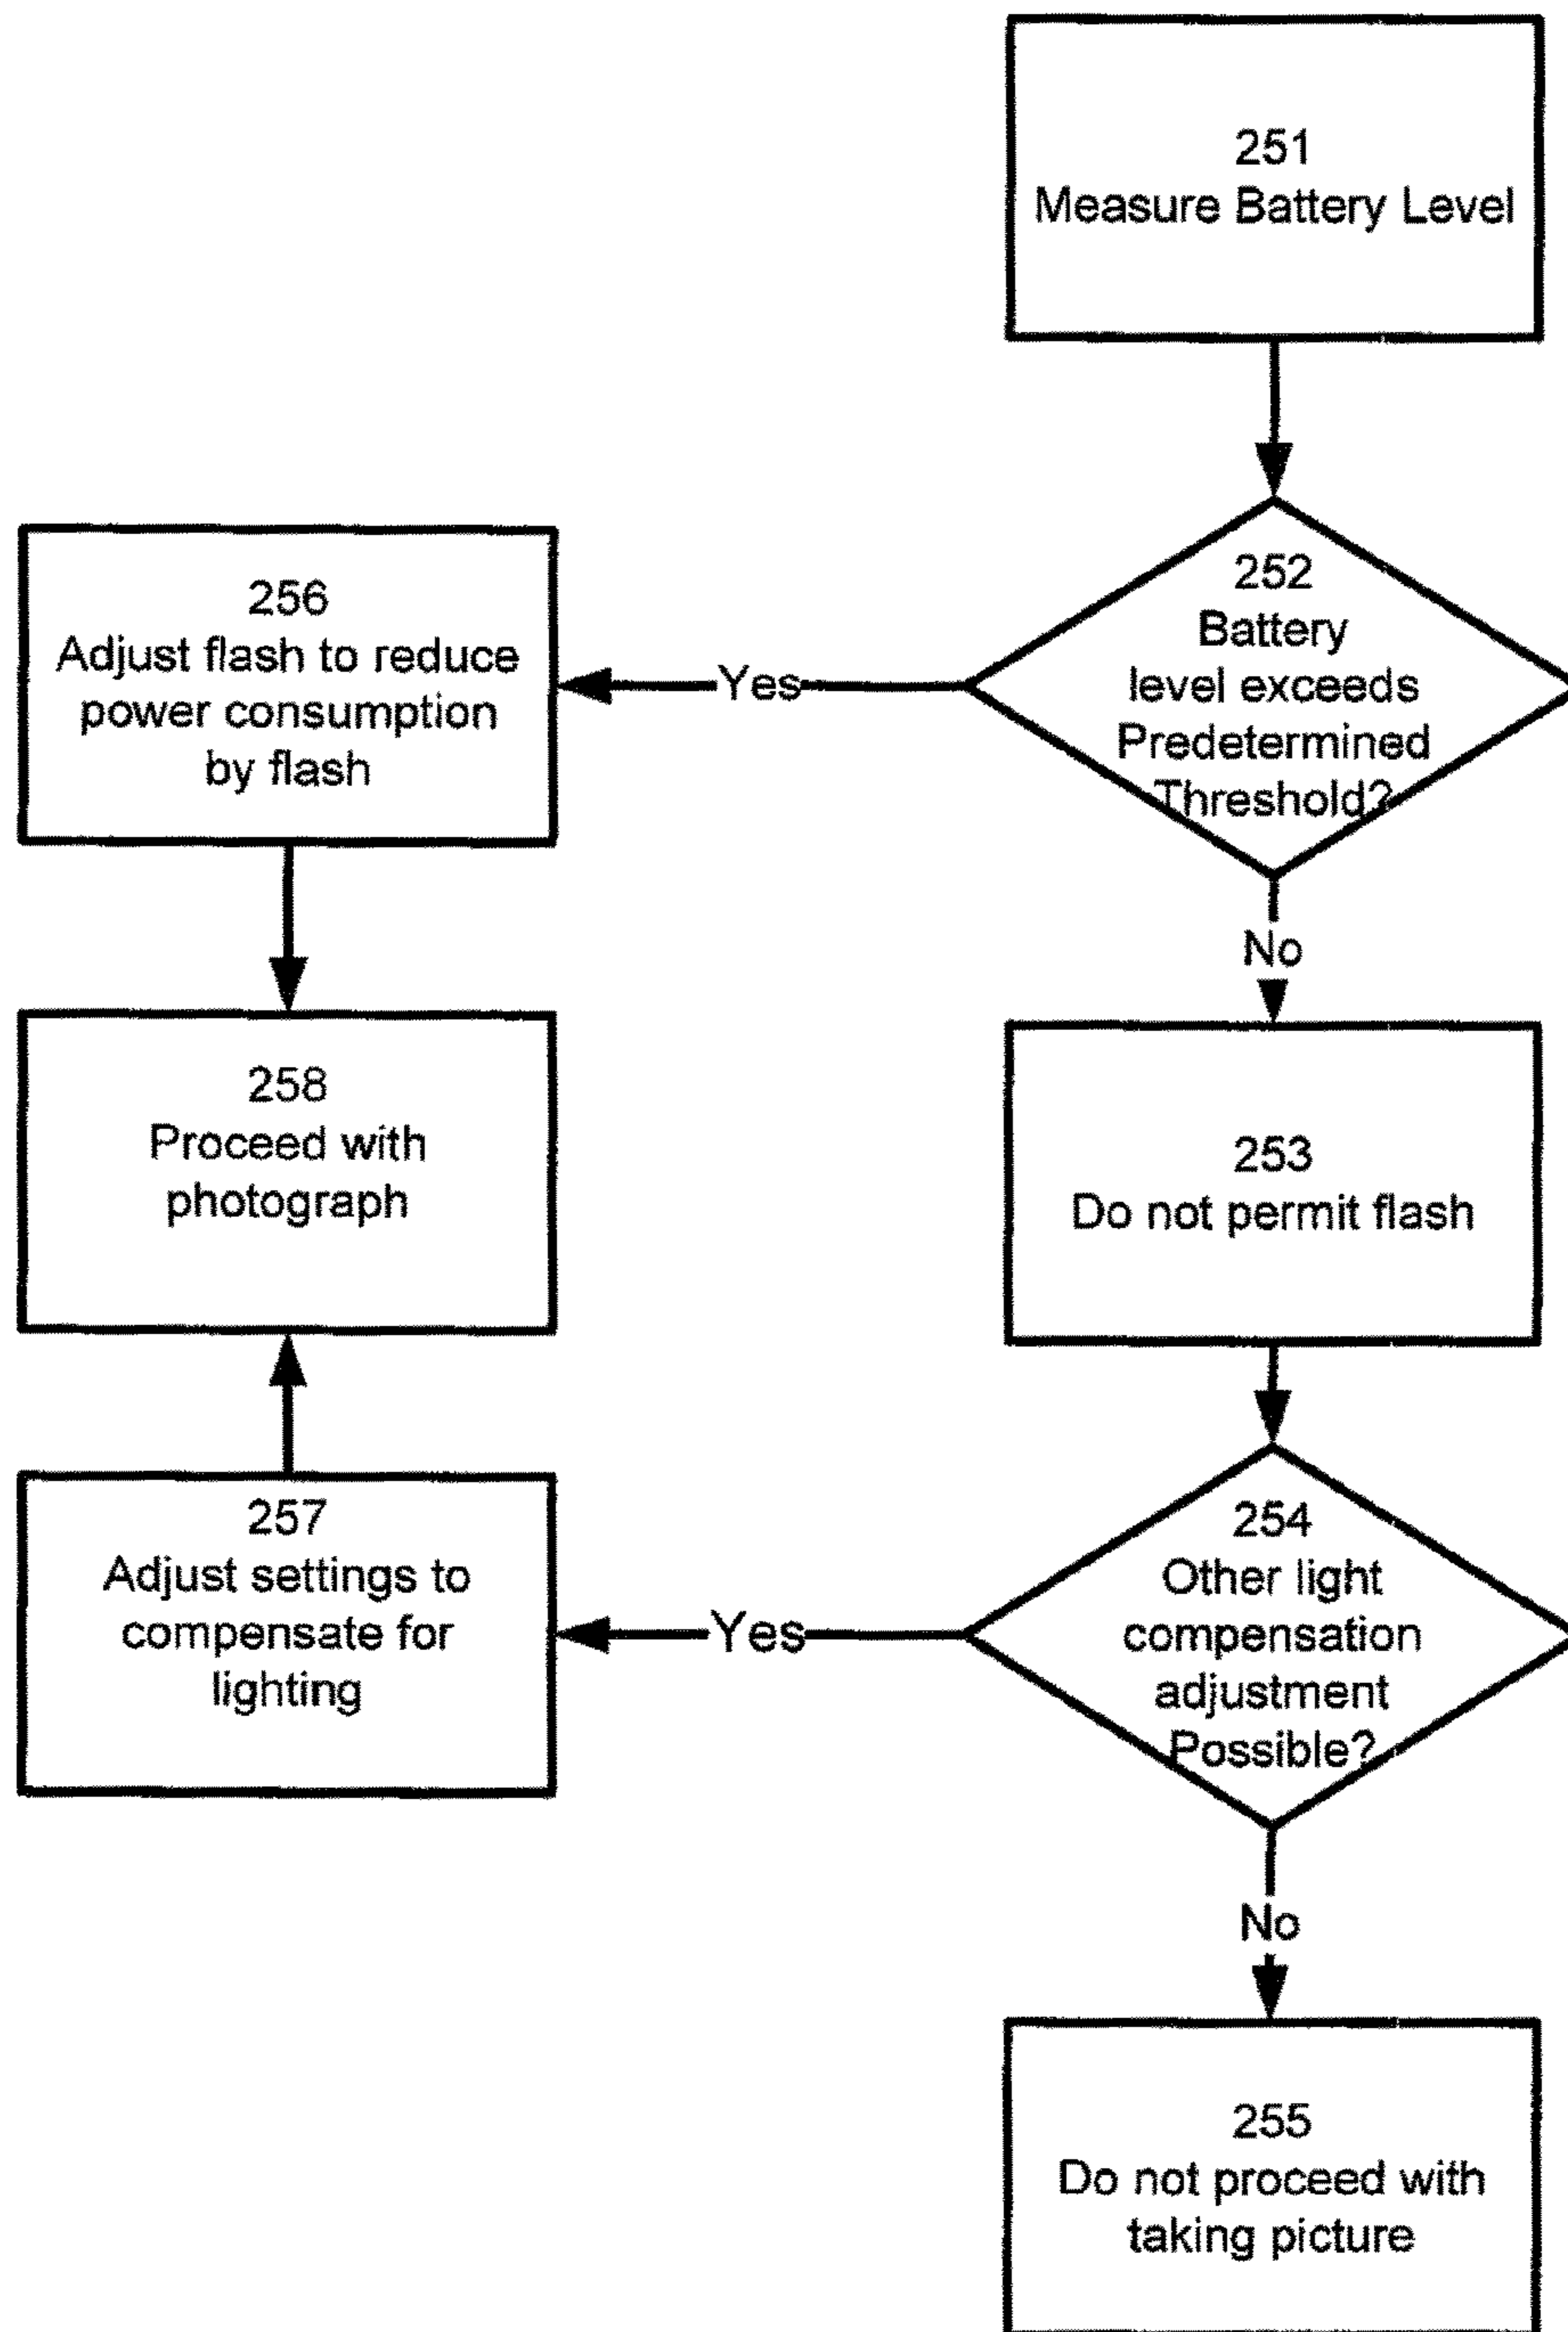 251
Measure Battery Level
252
Battery
level exceeds
Predetermined
Threshold?
Yes
256
Adjust flash to reduce
power consumption
by flash
No
258
Proceed with
photograph
253
Do not permit flash
254
Other light
compensation
adjustment
Possible?
Yes
257
Adjust settings to
compensate for
lighting
No
255
Do not proceed with
taking picture